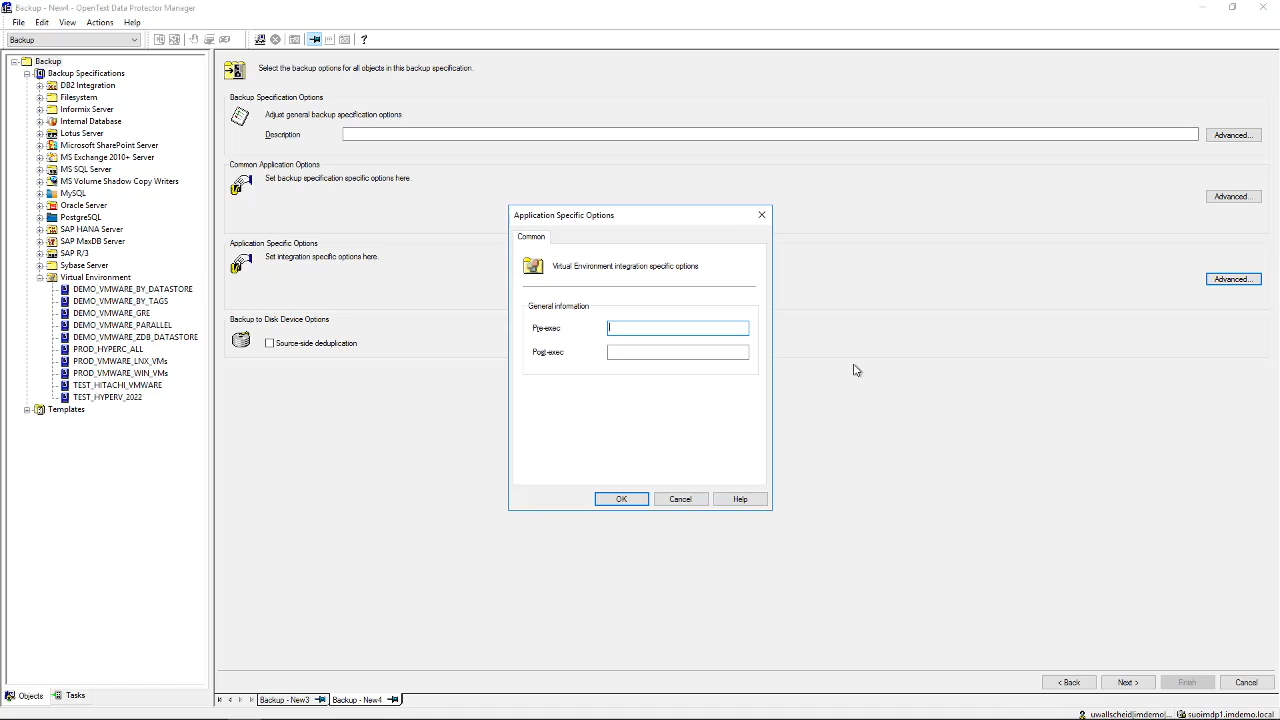 Backup - New4 - OpenText Data Protector Manager
File Edit View Actions Help
Backup
Backup
Backup Specifications
DB2 Integration
Filesystem
Informix Server
Internal Database
Lotus Server
Microsoft SharePoint Server
MS Exchange 2010+ Server
MS SQL Server
MS Volume Shadow Copy Writers
MySQL
Oracle Server
PostgreSQL
SAP HANA Server
SAP MaxDB Server
SAP R/3
Sybase Server
Virtual Environment
DEMO_VMWARE_BY_DATASTORE
DEMO_VMWARE_BY_TAGS
DEMO_VMWARE_GRE
DEMO_VMWARE_PARALLEL
DEMO_VMWARE_ZDB_DATASTORE
PROD_HYPERC_ALL
PROD_VMWARE_LNX_VMs
PROD_VMWARE_WIN_VMs
TEST_HITACHI_VMWARE
TEST_HYPERV_2022
Templates
Objects Tasks
Select the backup options for all objects in this backup specification.
Backup Specification Options
Adjust general backup specification options.
Description
Advanced...
Common Application Options
Set backup specification specific options here.
Advanced...
Application Specific Options
Set integration specific options here.
Advanced...
Backup to Disk Device Options
Source-side deduplication
Application Specific Options
Common
Virtual Environment integration specific options
General information
Pre-exec
Post-exec
OK Cancel Help
< Back Next > Finish Cancel
Backup - New3 Backup - New4
uwallscheid|imdemo|... suoimdp1.imdemo.local